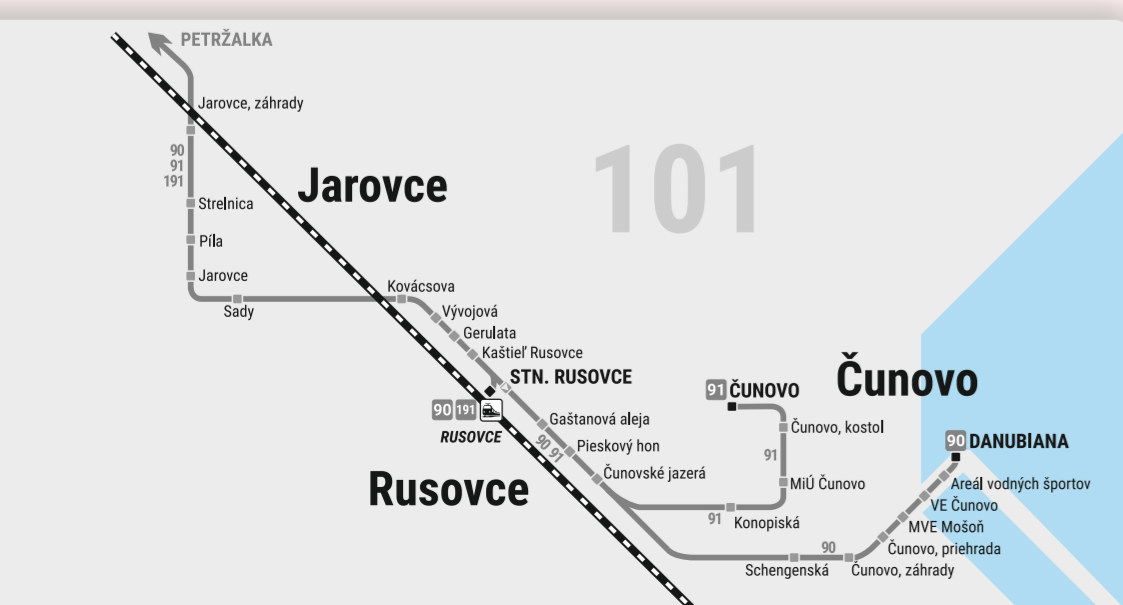 PETRŽALKA
Jarovce, záhrady
90
91
191
Jarovce
101
Strelnica
Píla
Jarovce
Sady
Kovácsova
Vývojová
Gerulata
Kaštieľ Rusovce
STN. RUSOVCE
90 191
RUSOVCE
Rusovce
Gaštanová aleja
90 91
Pieskový hon
Čunovské jazerá
91 ČUNOVO
Čunovo
Čunovo, kostol
91
MiÚ Čunovo
91
Konopiská
90 DANUBIANA
Areál vodných športov
VE Čunovo
MVE Mošoň
Čunovo, priehrada
90
Schengenská
Čunovo, záhrady